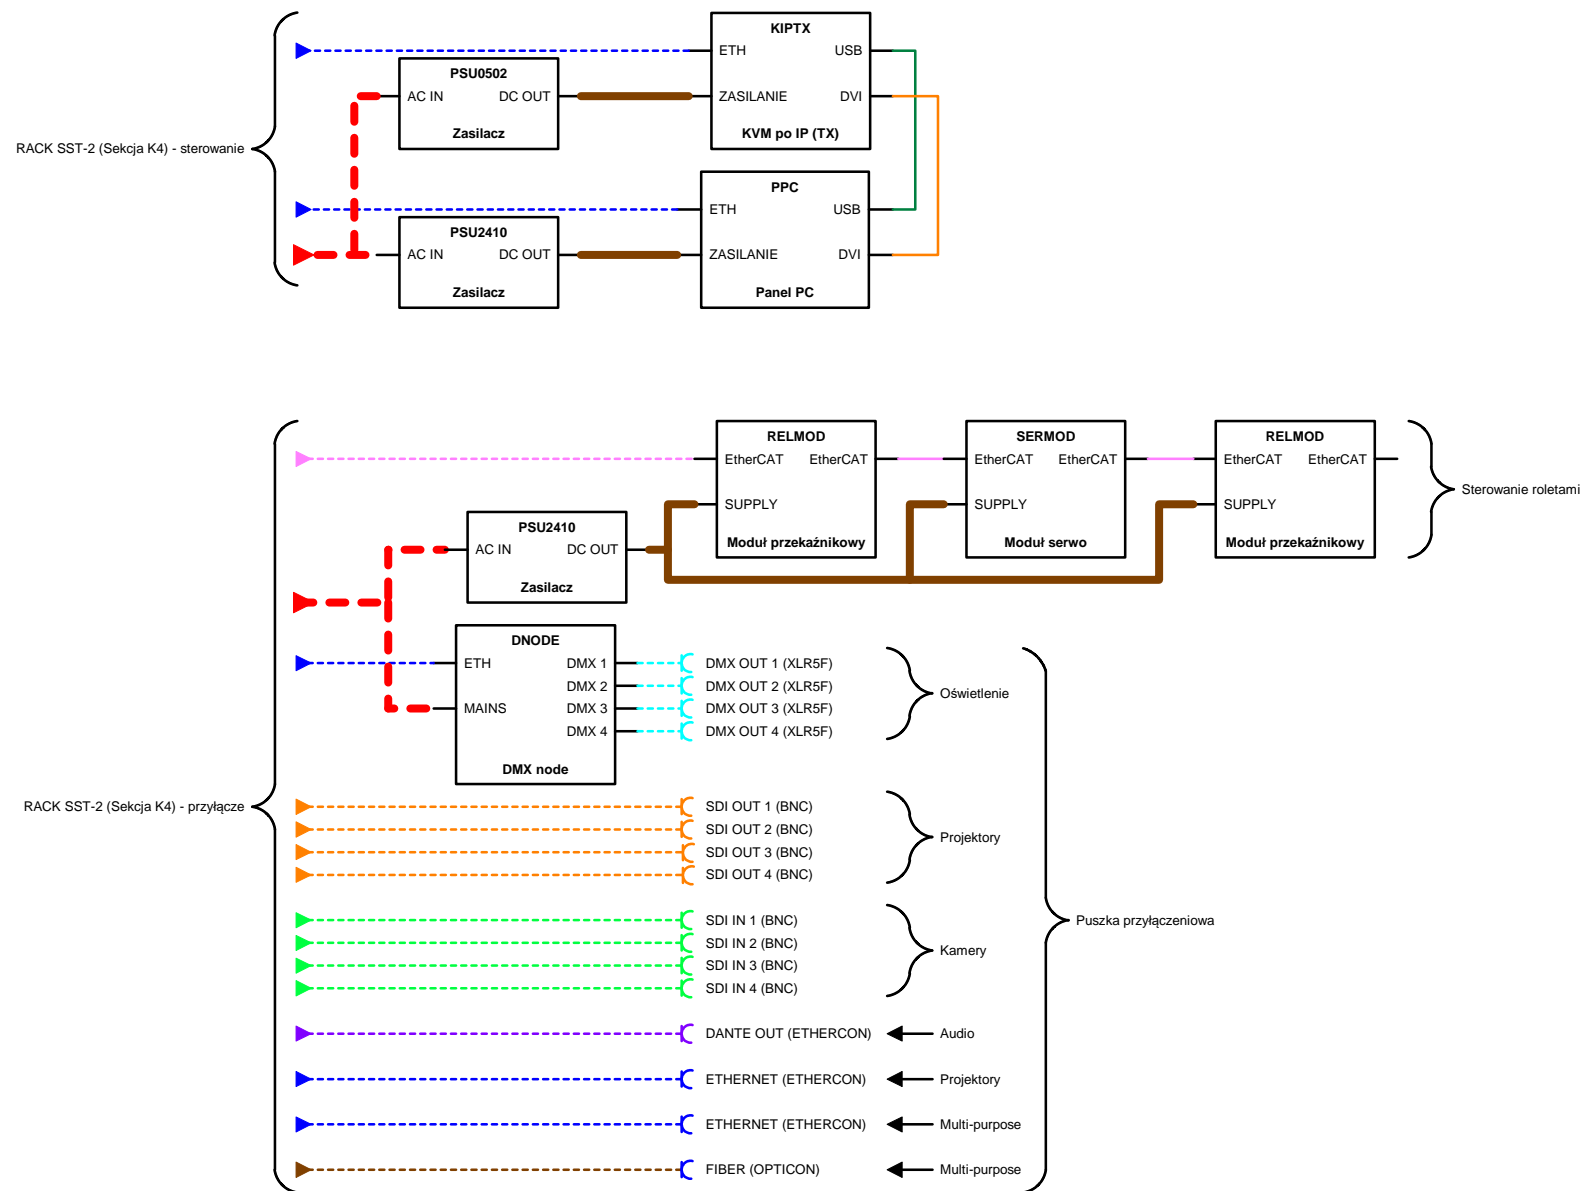 KIPTX
ETH USB
PSU0502
AC IN DC OUT
ZASILANIE DVI
Zasilacz
KVM po IP (TX)
RACK SST-2 (Sekcja K4) - sterowanie
PPC
ETH USB
PSU2410
AC IN DC OUT
ZASILANIE DVI
Zasilacz
Panel PC
RELMOD
EtherCAT EtherCAT
SUPPLY
Moduł przekaźnikowy
SERMOD
EtherCAT EtherCAT
SUPPLY
Moduł serwo
RELMOD
EtherCAT EtherCAT
SUPPLY
Moduł przekaźnikowy
Sterowanie roletami
PSU2410
AC IN DC OUT
Zasilacz
DNODE
ETH DMX 1
DMX 2
MAINS DMX 3
DMX 4
DMX node
DMX OUT 1 (XLR5F)
DMX OUT 2 (XLR5F)
DMX OUT 3 (XLR5F)
DMX OUT 4 (XLR5F)
Oświetlenie
RACK SST-2 (Sekcja K4) - przyłącze
SDI OUT 1 (BNC)
SDI OUT 2 (BNC)
SDI OUT 3 (BNC)
SDI OUT 4 (BNC)
Projektory
SDI IN 1 (BNC)
SDI IN 2 (BNC)
SDI IN 3 (BNC)
SDI IN 4 (BNC)
Kamery
Puszka przyłączeniowa
DANTE OUT (ETHERCON) Audio
ETHERNET (ETHERCON) Projektory
ETHERNET (ETHERCON) Multi-purpose
FIBER (OPTICON) Multi-purpose